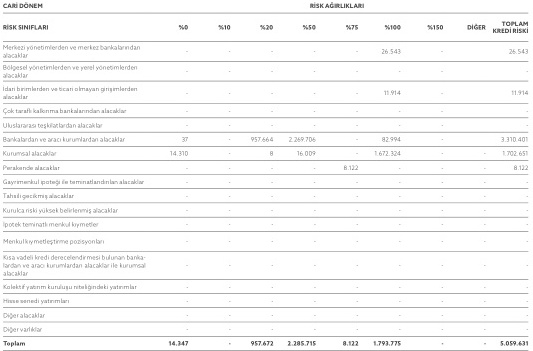 CARİ DÖNEM RİSK AĞIRLIKLARI
RİSK SINIFLARI %0 %10 %20 %50 %75 %100 %150 DİĞER TOPLAM KREDİ RİSKİ
Merkezi yönetimlerden ve merkez bankalarından
alacaklar - - - - - 26.543 - - 26.543
Bölgesel yönetimlerden ve yerel yönetimlerden
alacaklar - - - - - - - - -
İdari birimlerden ve ticari olmayan girişimlerden
alacaklar - - - - - 11.914 - - 11.914
Çok taraflı kalkınma bankalarından alacaklar - - - - - - - -
Uluslararası teşkilatlardan alacaklar - - - - - - - -
Bankalardan ve aracı kurumlardan alacaklar 37 - 957.664 2.269.706 - 82.994 - 3.310.401
Kurumsal alacaklar 14.310 - 8 16.009 - 1.672.324 - - 1.702.651
Perakende alacaklar - - - - 8.122 - - - 8.122
Gayrimenkul ipoteği ile teminatlandırılan alacaklar - - - - - - - - -
Tahsili gecikmiş alacaklar - - - - - - - - -
Kurulca riski yüksek belirlenmiş alacaklar - - - - - - - - -
İpotek teminatlı menkul kıymetler - - - - - - - - -
Menkul kıymetleştirme pozisyonları - - - - - - - - -
Kısa vadeli kredi derecelendirmesi bulunan banka-
lardan ve aracı kurumlardan alacaklar ile kurumsal
alacaklar - - - - - - - - -
Kolektif yatırım kuruluşu niteliğindeki yatırımlar - - - - - - - - -
Hisse senedi yatırımları - - - - - - - - -
Diğer alacaklar - - - - - - - - -
Diğer varlıklar - - - - - - - - -
Toplam 14.347 - 957.672 2.285.715 8.122 1.793.775 - - 5.059.631